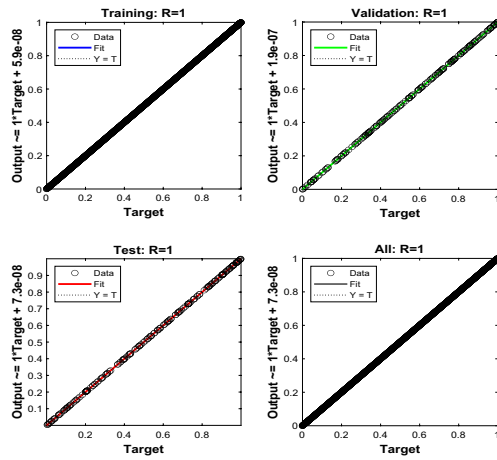 Training: R=1
Output ~= 1*Target + 5.9e-08
1
0.8
0.6
0.4
0.2
0
Data
Fit
Y = T
0 0.2 0.4 0.6 0.8 1
Target
Validation: R=1
Output ~= 1*Target + 1.9e-07
1
0.8
0.6
0.4
0.2
0
Data
Fit
Y = T
0 0.2 0.4 0.6 0.8 1
Target
Test: R=1
Output ~= 1*Target + 7.3e-08
0.9
0.8
0.7
0.6
0.5
0.4
0.3
0.2
0.1
Data
Fit
Y = T
0.2 0.4 0.6 0.8
Target
All: R=1
Output ~= 1*Target + 7.3e-08
1
0.8
0.6
0.4
0.2
0
Data
Fit
Y = T
0 0.2 0.4 0.6 0.8 1
Target